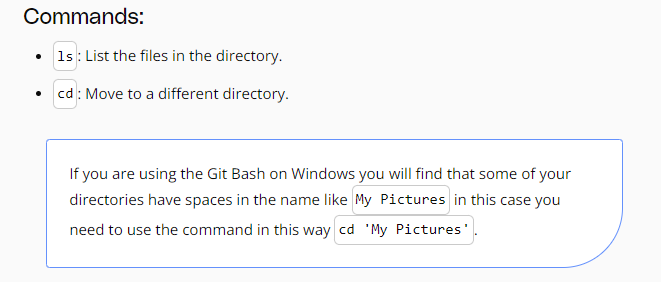 Commands:
ls: List the files in the directory.
cd: Move to a different directory.
If you are using the Git Bash on Windows you will find that some of your
directories have spaces in the name like My Pictures in this case you
need to use the command in this way cd 'My Pictures'.